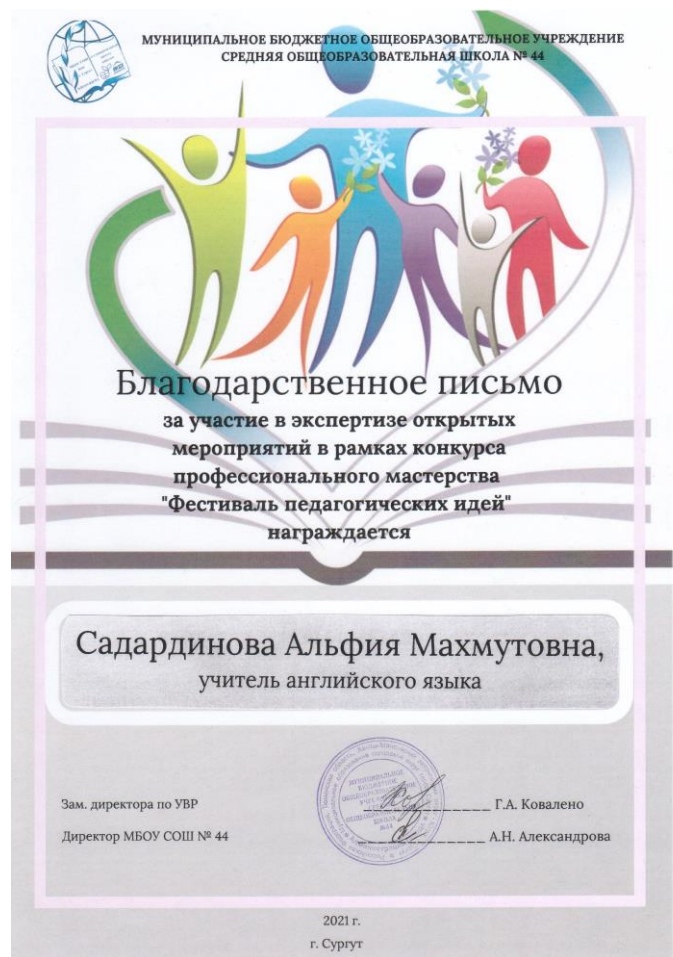 МУНИЦИПАЛЬНОЕ БЮДЖЕТНОЕ ОБЩЕОБРАЗОВАТЕЛЬНОЕ УЧРЕЖДЕНИЕ
СРЕДНЯЯ ОБЩЕОБРАЗОВАТЕЛЬНАЯ ШКОЛА № 44
Благодарственное письмо
за участие в экспертизе открытых
мероприятий в рамках конкурса
профессионального мастерства
"Фестиваль педагогических идей"
награждается
Садардинова Альфия Махмутовна,
учитель английского языка
МУНИЦИПАЛЬНОЕ
БЮДЖЕТНОЕ
Зам. директора по УВР Г.А. Ковалено
Директор МБОУ СОШ № 44 А.Н. Александрова
2021 г.
г. Сургут